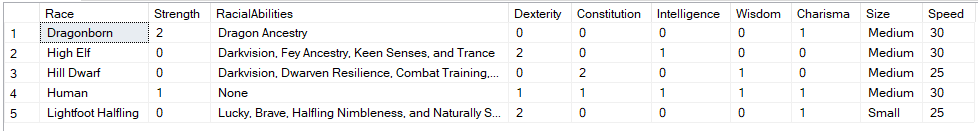 Race Strength RacialAbilities Dexterity Constitution Intelligence Wisdom Charisma Size Speed
1 Dragonborn 2 Dragon Ancestry 0 0 0 0 1 Medium 30
2 High Elf 0 Darkvision, Fey Ancestry, Keen Senses, and Trance 2 0 1 0 0 Medium 30
3 Hill Dwarf 0 Darkvision, Dwarven Resilience, Combat Training,... 0 2 0 1 0 Medium 25
4 Human 1 None 1 1 1 1 1 Medium 30
5 Lightfoot Halfling 0 Lucky, Brave, Halfling Nimbleness, and Naturally S... 2 0 0 0 1 Small 25